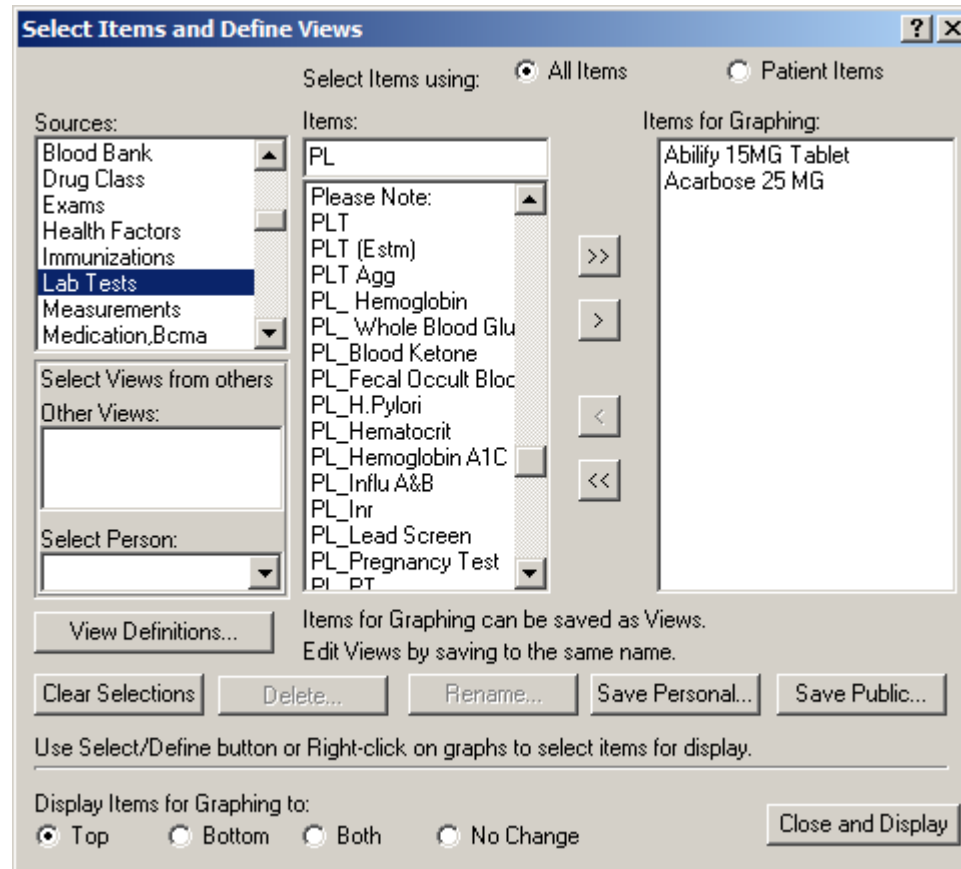 Select Items and Define Views
Select Items using: All Items Patient Items
Sources:
Blood Bank
Drug Class
Exams
Health Factors
Immunizations
Lab Tests
Measurements
Medication,Bcma
Select Views from others
Other Views:
Select Person:
Items:
PL
Please Note:
PLT
PLT (Estm)
PLT Agg
PL_ Hemoglobin
PL_ Whole Blood Glu
PL_Blood Ketone
PL_Fecal Occult Bloc
PL_H.Pylori
PL_Hematocrit
PL_Hemoglobin A1C
PL_Influ A&B
PL_Inr
PL_Lead Screen
PL_Pregnancy Test
PL_PT
>>
>
<
<<
Items for Graphing:
Abilify 15MG Tablet
Acarbose 25 MG
View Definitions...
Items for Graphing can be saved as Views.
Edit Views by saving to the same name.
Clear Selections Delete... Rename... Save Personal... Save Public...
Use Select/Define button or Right-click on graphs to select items for display.
Display Items for Graphing to:
Top Bottom Both No Change
Close and Display